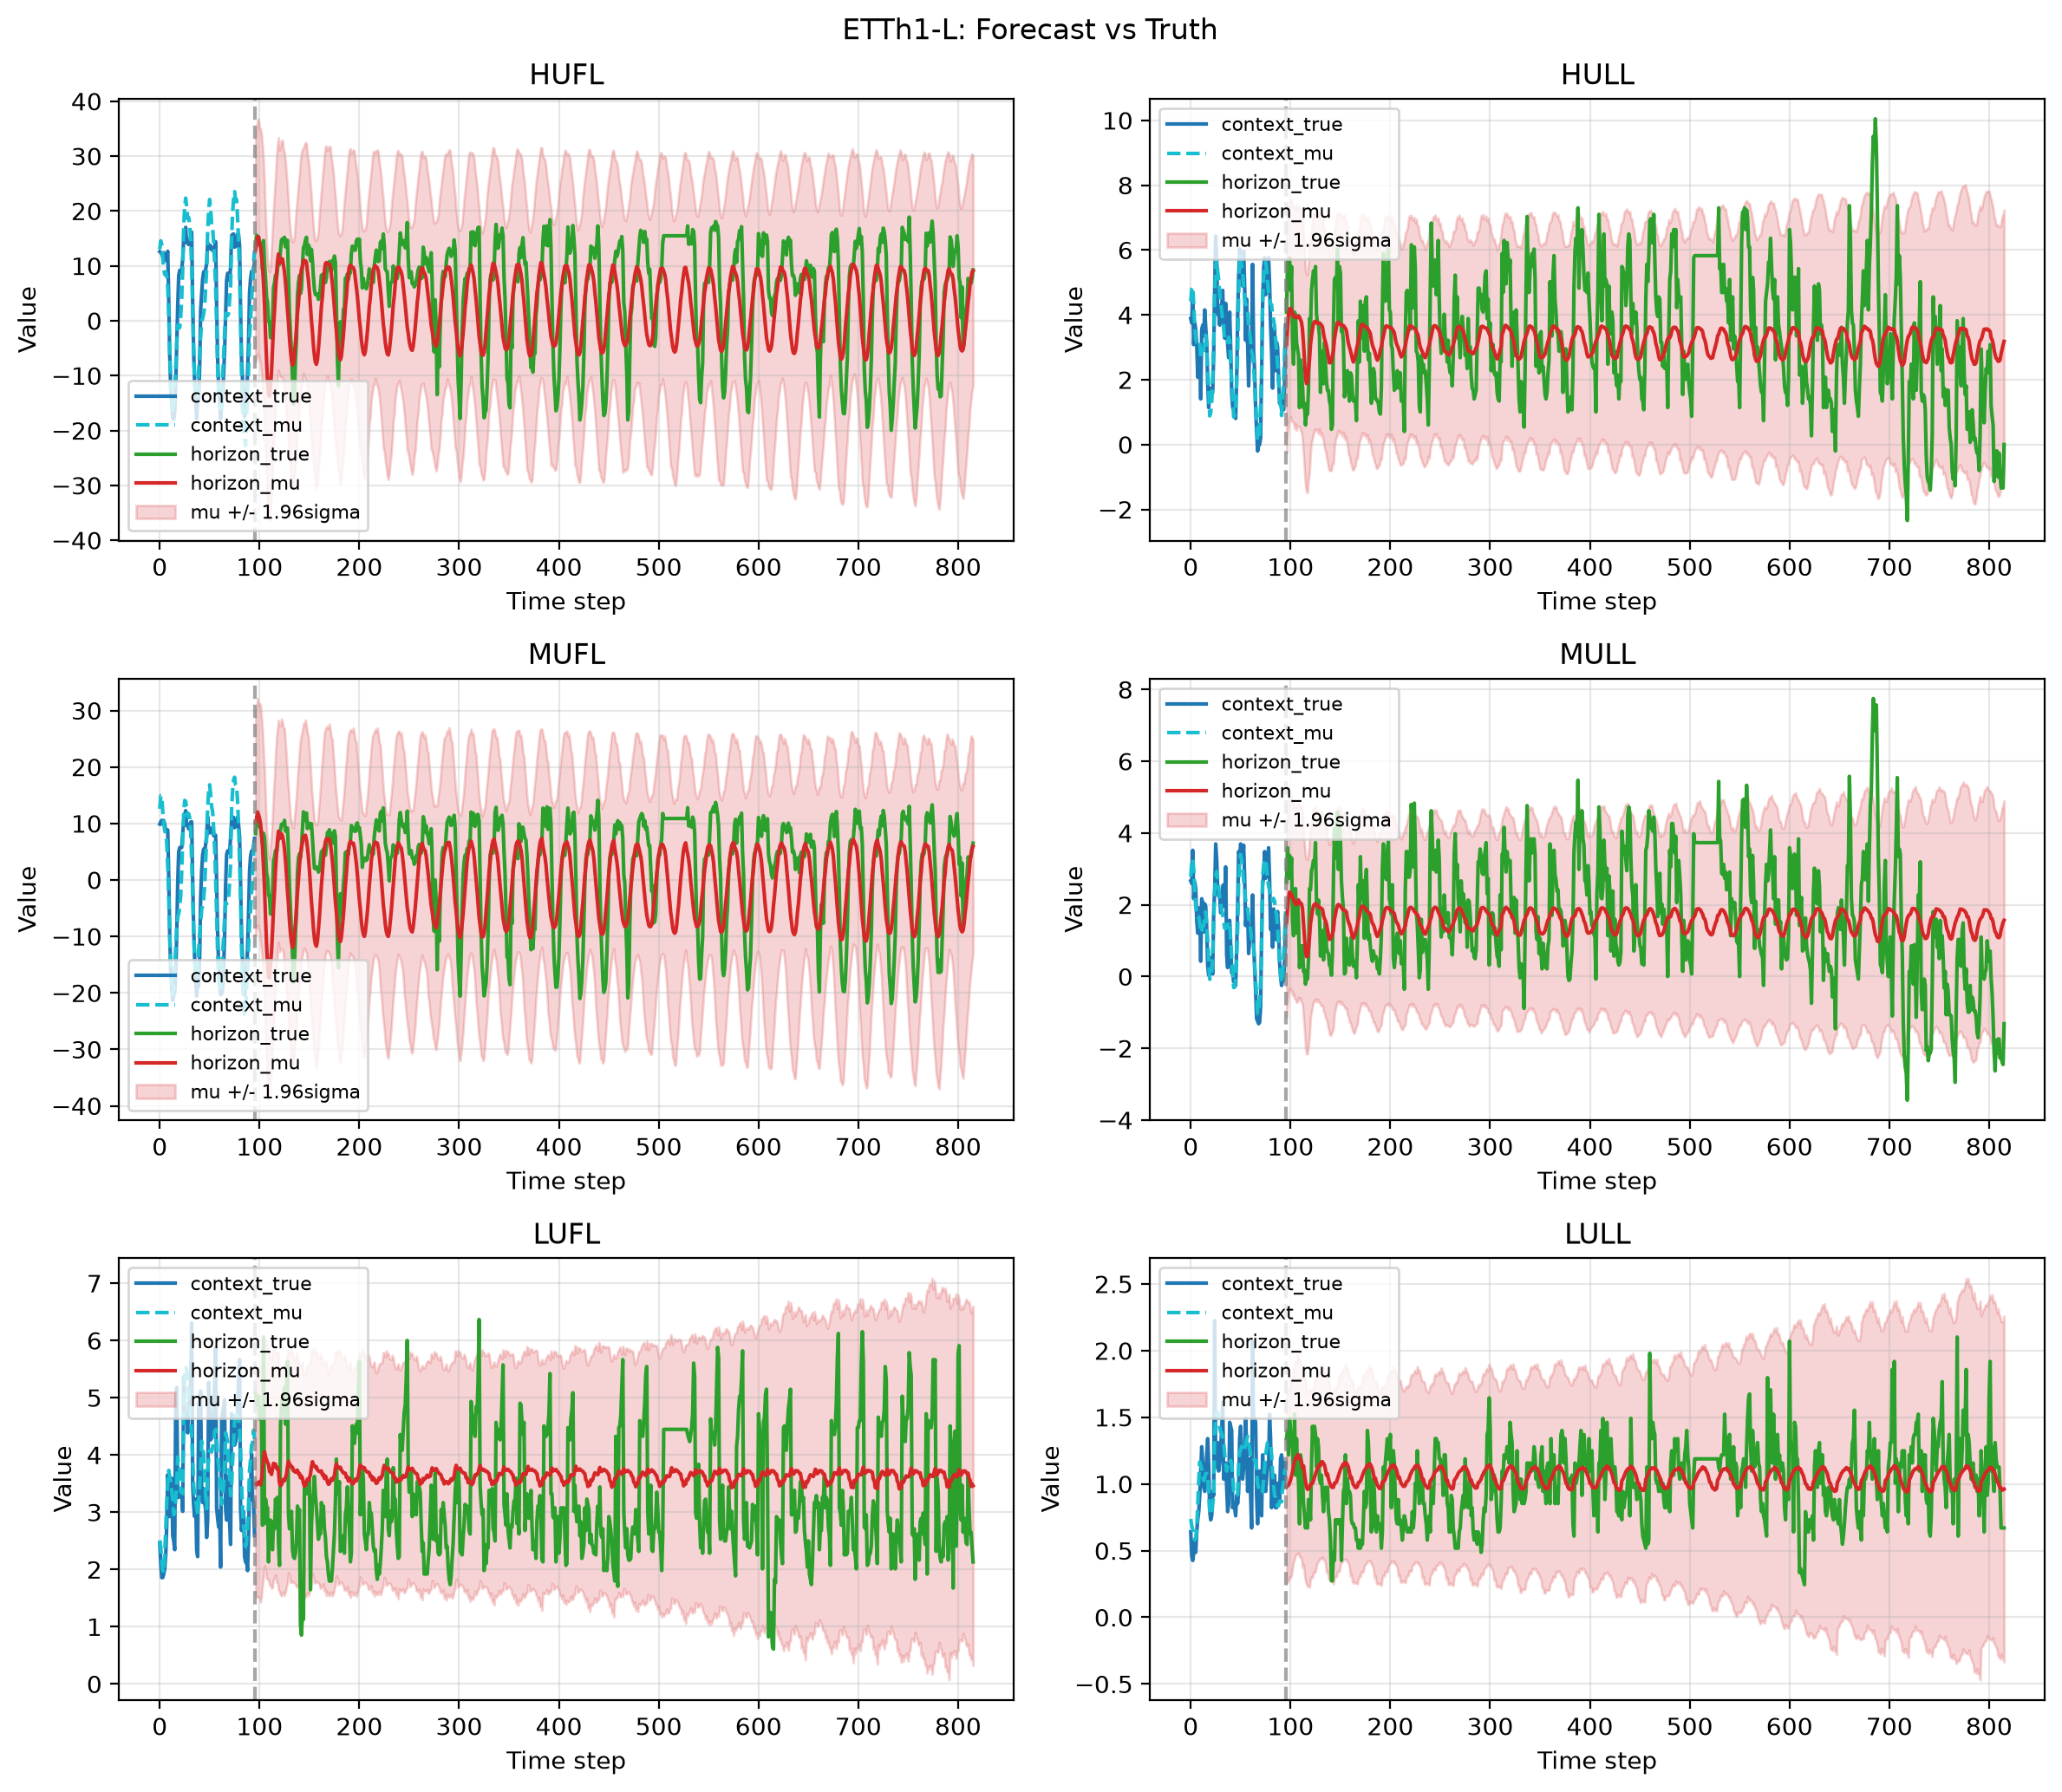 ETTh1-L: Forecast vs Truth
HUFL
40
30
20
10
0
−10
−20
−30
−40
Value
context_true
context_mu
horizon_true
horizon_mu
mu +/- 1.96sigma
0 100 200 300 400 500 600 700 800
Time step
HULL
10
8
6
4
2
0
−2
Value
context_true
context_mu
horizon_true
horizon_mu
mu +/- 1.96sigma
0 100 200 300 400 500 600 700 800
Time step
MUFL
30
20
10
0
−10
−20
−30
−40
Value
context_true
context_mu
horizon_true
horizon_mu
mu +/- 1.96sigma
0 100 200 300 400 500 600 700 800
Time step
MULL
8
6
4
2
0
−2
−4
Value
context_true
context_mu
horizon_true
horizon_mu
mu +/- 1.96sigma
0 100 200 300 400 500 600 700 800
Time step
LUFL
7
6
5
4
3
2
1
0
Value
context_true
context_mu
horizon_true
horizon_mu
mu +/- 1.96sigma
0 100 200 300 400 500 600 700 800
Time step
LULL
2.5
2.0
1.5
1.0
0.5
0.0
−0.5
Value
context_true
context_mu
horizon_true
horizon_mu
mu +/- 1.96sigma
0 100 200 300 400 500 600 700 800
Time step